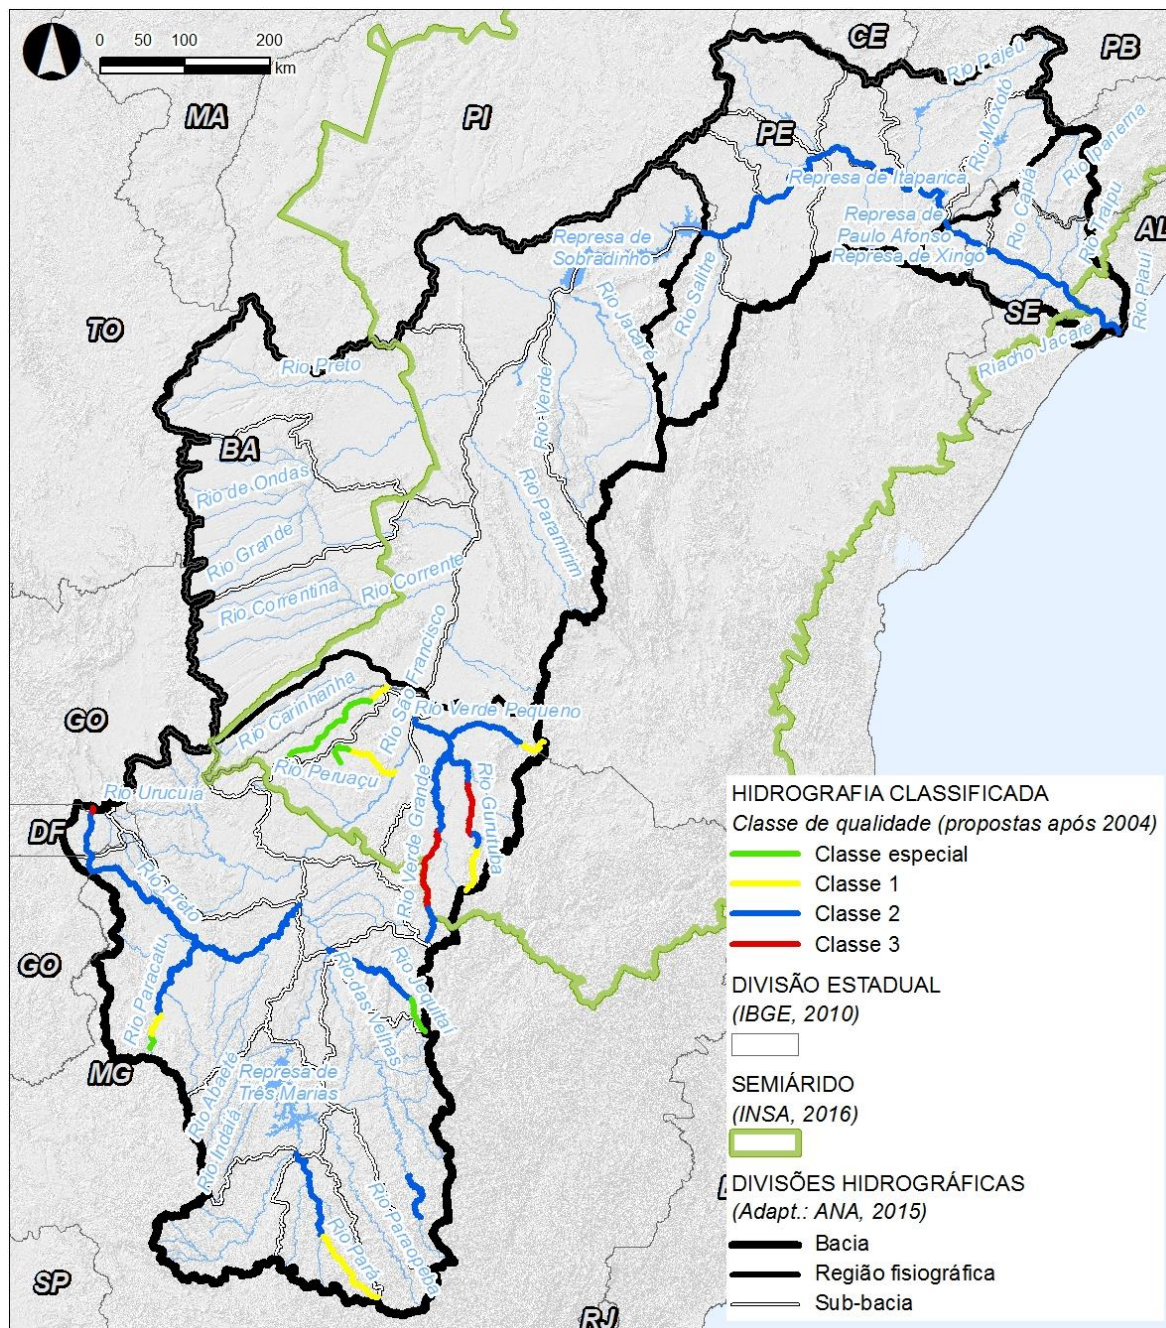 0 50 100 200
km
CE
PB
MA
PI
Rio Pajeú
Rio Moxotó
PE
Rio Ipanema
Represa de Itaparica
Rio Capiá
Rio Traipu
Represa de
Paulo Afonso
AL
Represa de
Sobradinho
Represa de Xingó
Rio Salitre
Rio Piauí
Rio Jacaré
SE
TO
Riacho Jacaré
Rio Preto
Rio Verde
BA
Rio de Ondas
Rio Paramirim
Rio Grande
Rio Corrente
Rio Correntina
Rio São Francisco
Rio Carinhanha
GO
Rio Verde Pequeno
Rio Peruaçu
Rio Urucuia
Rio Gurutuba
Rio Verde Grande
DF
Rio Preto
GO
Rio Paracatu
Rio Jequitaí
Rio das Velhas
MG
Rio Abaeté
Represa de
Três Marias
Rio Indaiá
Rio Pará
Rio Paraopeba
SP
RJ
HIDROGRAFIA CLASSIFICADA
Classe de qualidade (propostas após 2004)
Classe especial
Classe 1
Classe 2
Classe 3
DIVISÃO ESTADUAL
(IBGE, 2010)
SEMIÁRIDO
(INSA, 2016)
DIVISÕES HIDROGRÁFICAS
(Adapt.: ANA, 2015)
Bacia
Região fisiográfica
Sub-bacia